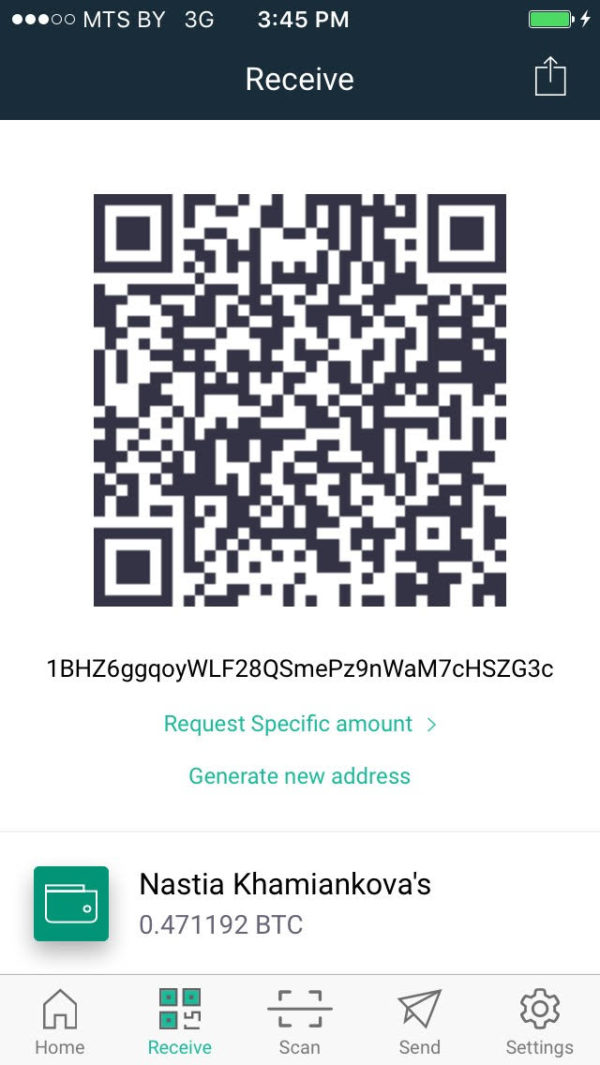 MTS BY 3G 3:45 PM
Receive
1BHZ6ggqoyWLF28QSmePz9nWaM7cHSZG3c
Request Specific amount >
Generate new address
Nastia Khamiankova's
0.471192 BTC
Home Receive Scan Send Settings